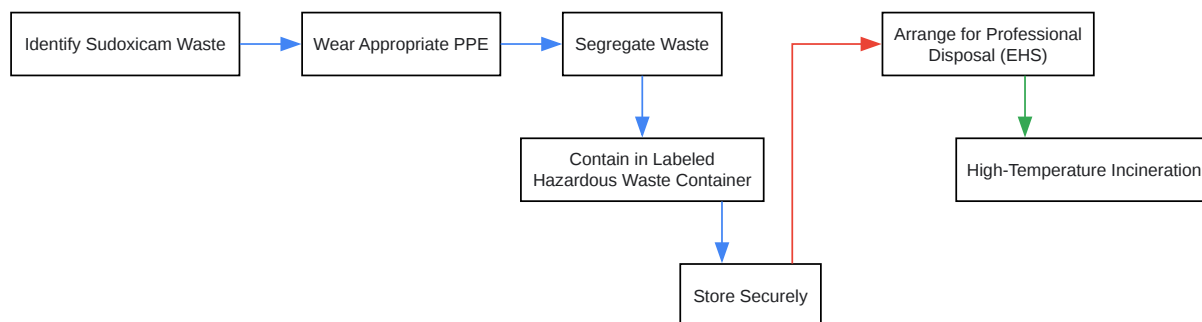 Identify Sudoxicam Waste
Wear Appropriate PPE
Segregate Waste
Contain in Labeled
Hazardous Waste Container
Store Securely
Arrange for Professional
Disposal (EHS)
High-Temperature Incineration